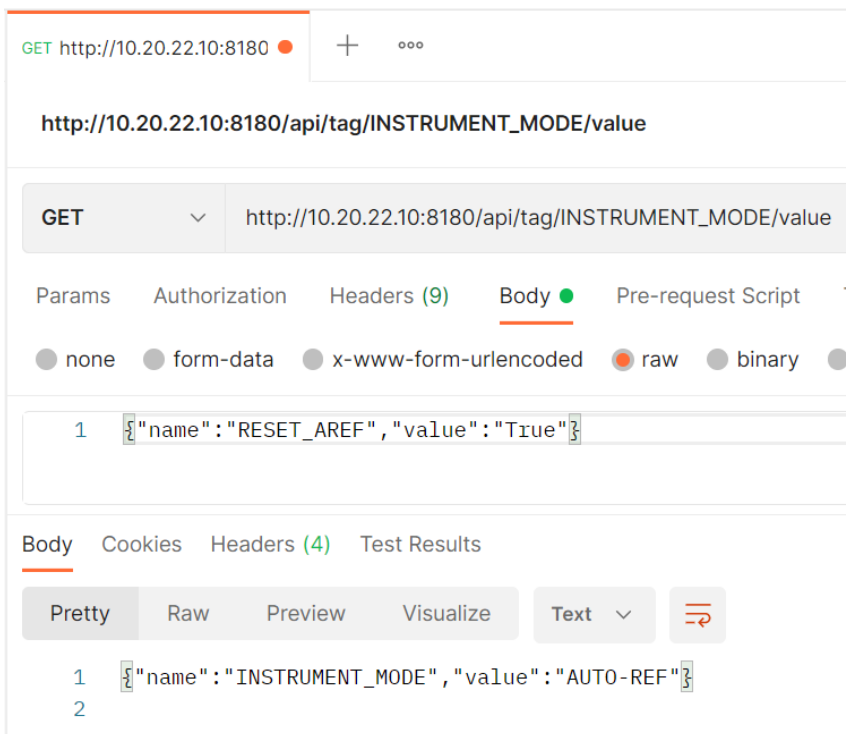 GET http://10.20.22.10:8180
http://10.20.22.10:8180/api/tag/INSTRUMENT_MODE/value
GET http://10.20.22.10:8180/api/tag/INSTRUMENT_MODE/value
Params Authorization Headers (9) Body Pre-request Script
none form-data x-www-form-urlencoded raw binary
1 {"name":"RESET_AREF","value":"True"}
Body Cookies Headers (4) Test Results
Pretty Raw Preview Visualize Text
1 {"name":"INSTRUMENT_MODE","value":"AUTO-REF"}
2